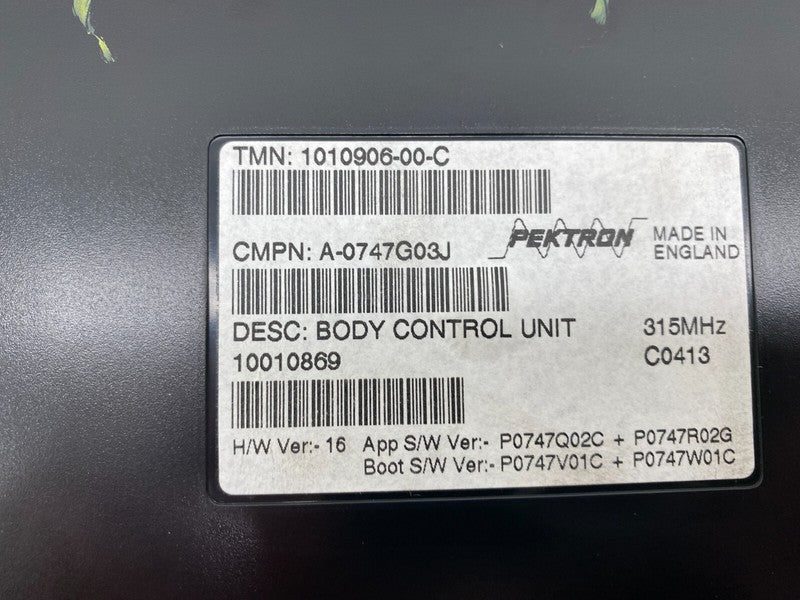 TMN: 1010906-00-C
CMPN: A-0747G03J
PEKTRON
MADE IN
ENGLAND
DESC: BODY CONTROL UNIT 315MHz
10010869 C0413
H/W Ver:- 16 App S/W Ver:- P0747Q02C + P0747R02G
Boot S/W Ver:- P0747V01C + P0747W01C